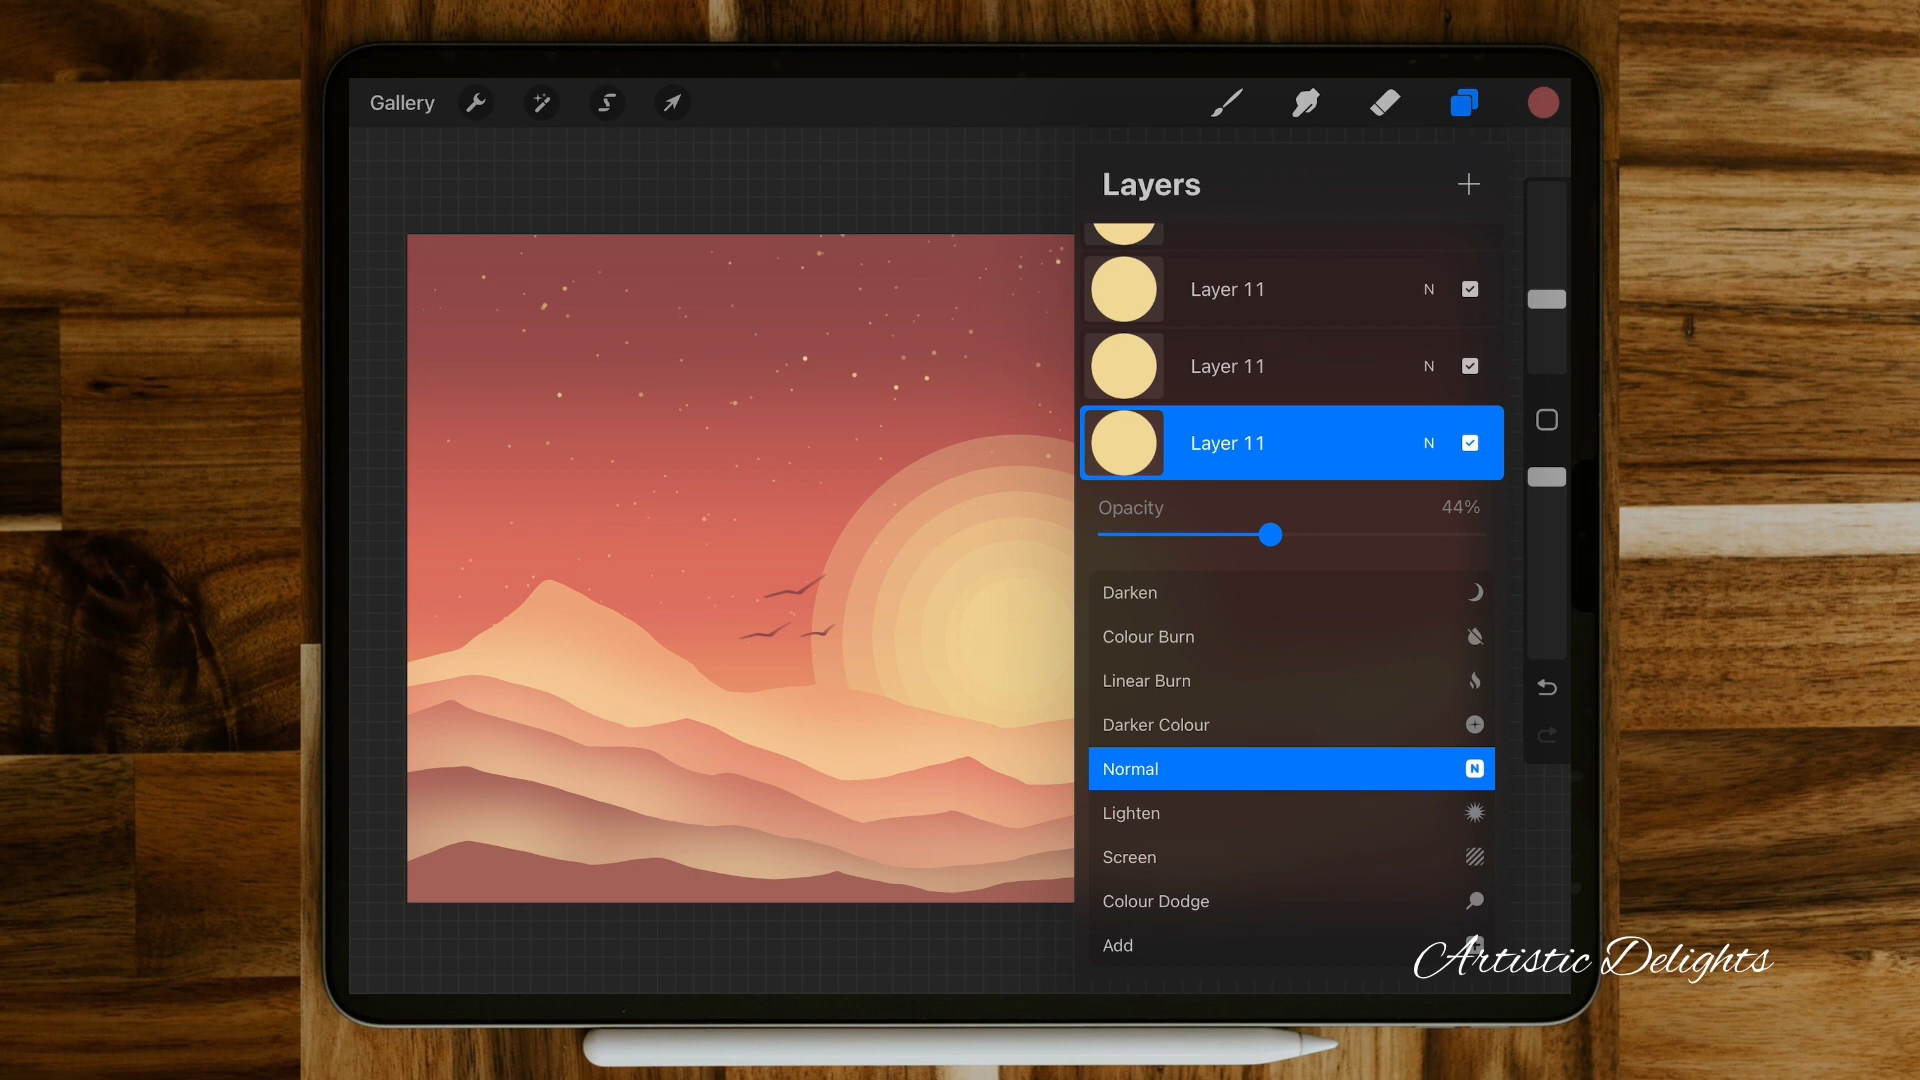 Gallery
Layers
Layer 11 N
Layer 11 N
Layer 11 N
Opacity 44%
Darken
Colour Burn
Linear Burn
Darker Colour
Normal N
Lighten
Screen
Colour Dodge
Add
Artistic Delights